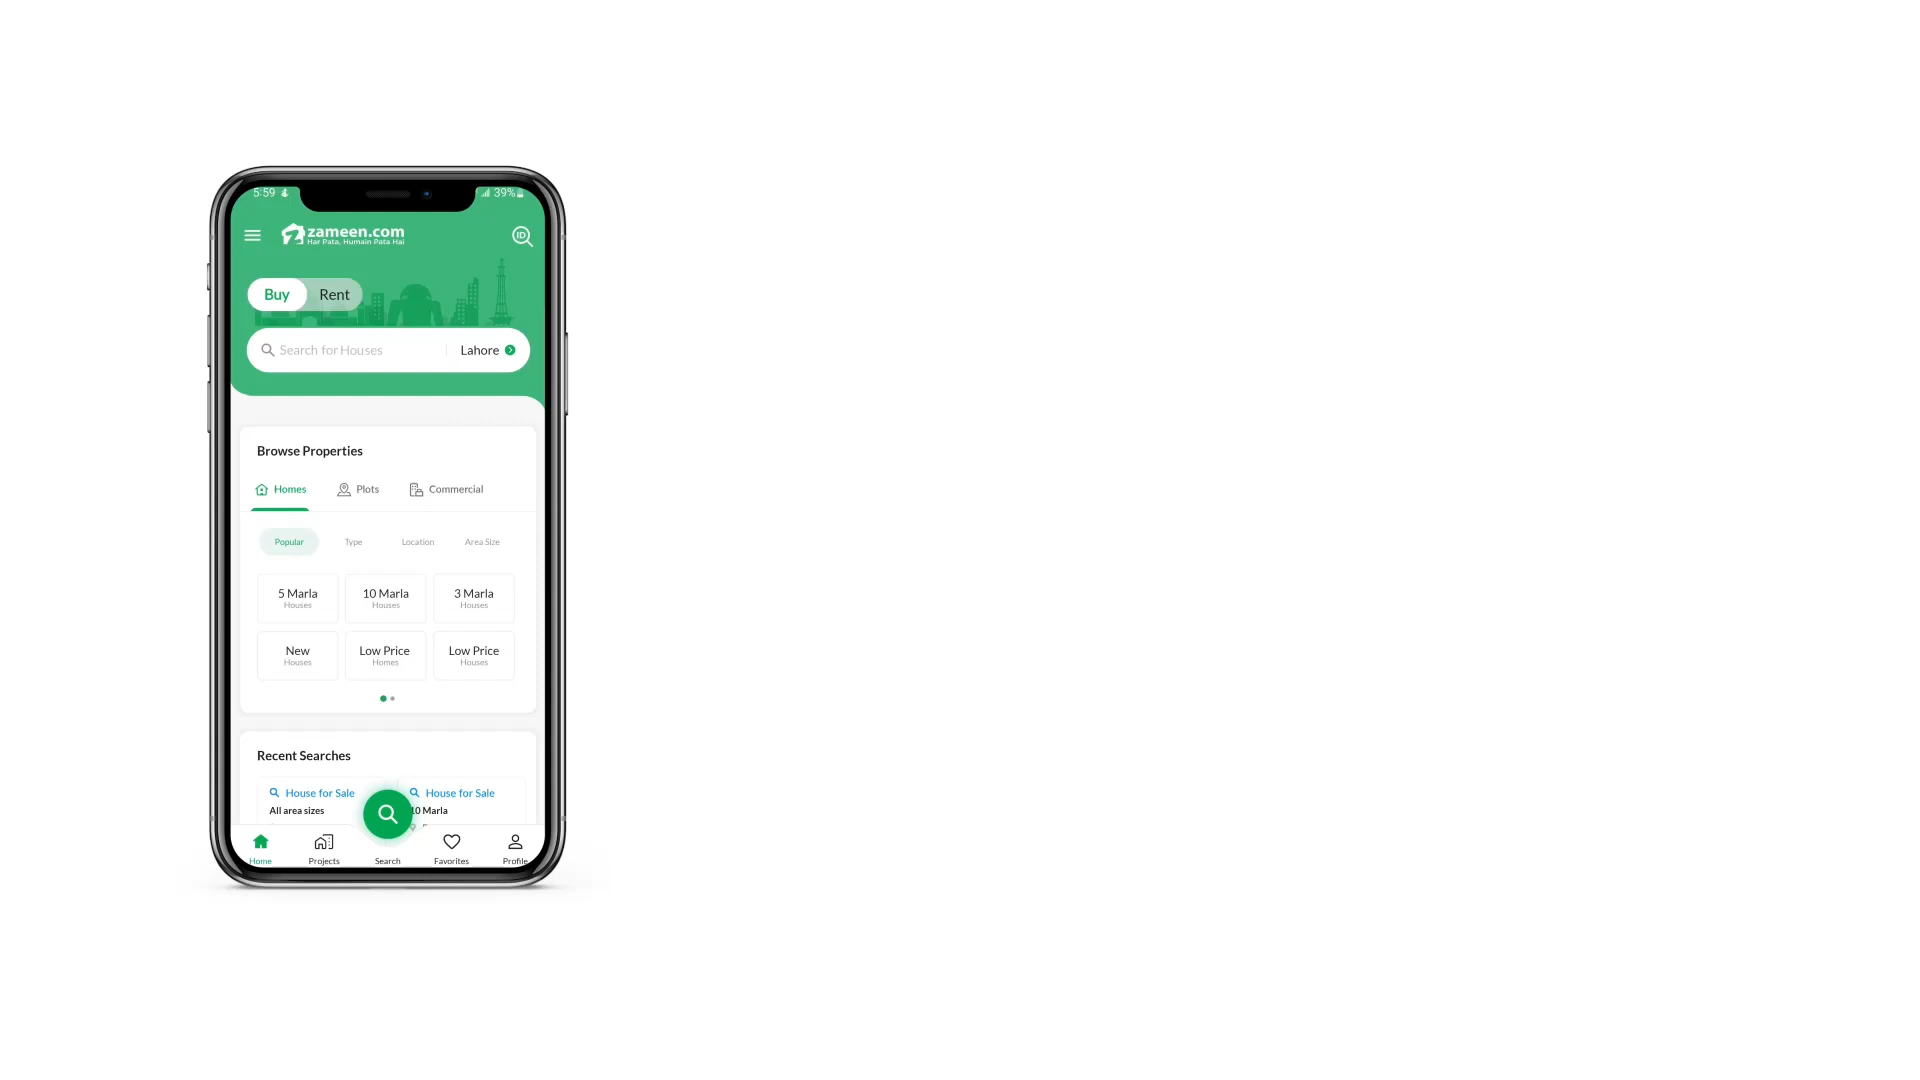 5:59
39%
zameen.com
Har Pata, Humain Pata Hai
ID
Buy Rent
Search for Houses Lahore
Browse Properties
Homes Plots Commercial
Popular Type Location Area Size
5 Marla 10 Marla 3 Marla
Houses Houses Houses
New Low Price Low Price
Houses Homes Houses
Recent Searches
House for Sale House for Sale
All area sizes 10 Marla
Home Projects Search Favorites Profile